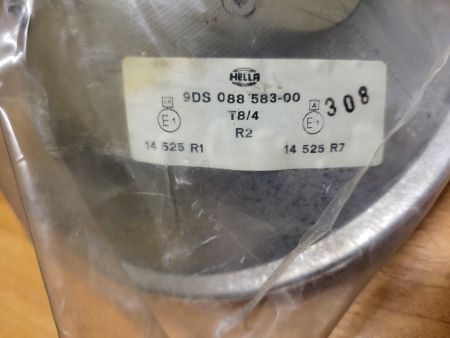 HELLA
9DS 088 583-00
T8/4
R2
A
308
E1
E1
14 525 R1
14 525 R7